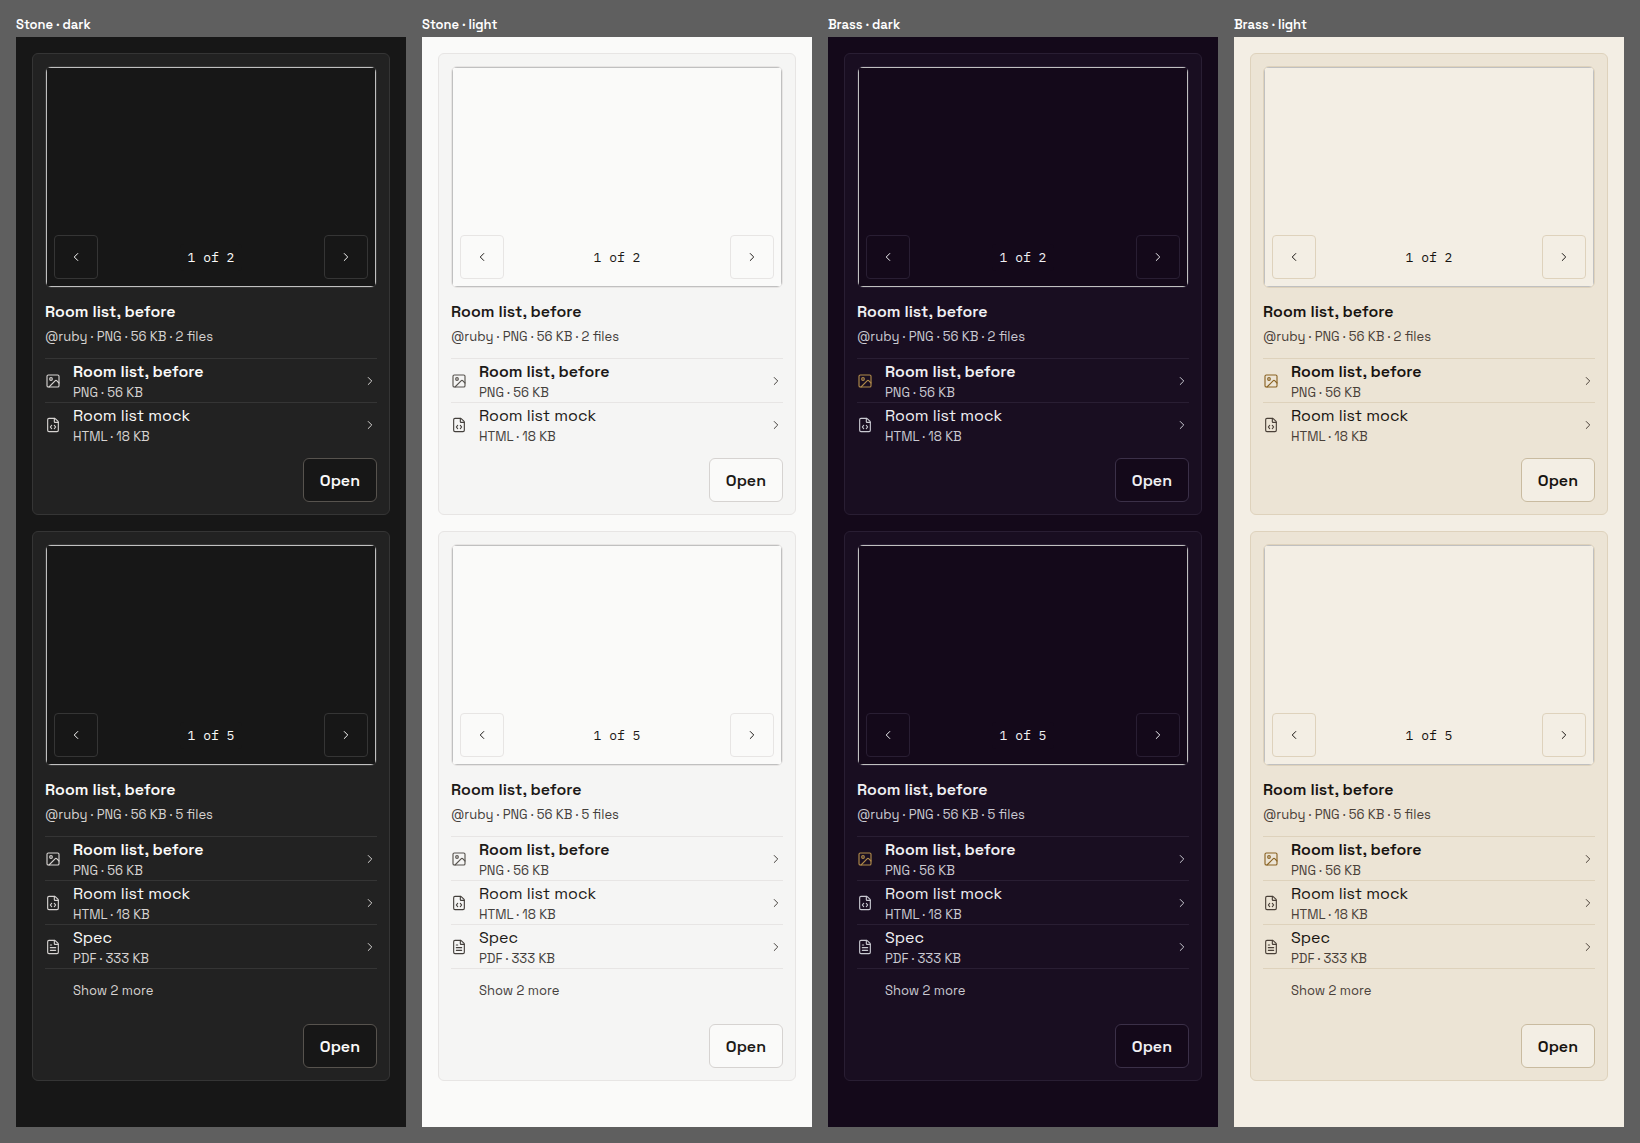 Stone · dark
1 of 2
Room list, before
@ruby · PNG · 56 KB · 2 files
Room list, before
PNG · 56 KB
Room list mock
HTML · 18 KB
Open
1 of 5
Room list, before
@ruby · PNG · 56 KB · 5 files
Room list, before
PNG · 56 KB
Room list mock
HTML · 18 KB
Spec
PDF · 333 KB
Show 2 more
Open
Stone · light
1 of 2
Room list, before
@ruby · PNG · 56 KB · 2 files
Room list, before
PNG · 56 KB
Room list mock
HTML · 18 KB
Open
1 of 5
Room list, before
@ruby · PNG · 56 KB · 5 files
Room list, before
PNG · 56 KB
Room list mock
HTML · 18 KB
Spec
PDF · 333 KB
Show 2 more
Open
Brass · dark
1 of 2
Room list, before
@ruby · PNG · 56 KB · 2 files
Room list, before
PNG · 56 KB
Room list mock
HTML · 18 KB
Open
1 of 5
Room list, before
@ruby · PNG · 56 KB · 5 files
Room list, before
PNG · 56 KB
Room list mock
HTML · 18 KB
Spec
PDF · 333 KB
Show 2 more
Open
Brass · light
1 of 2
Room list, before
@ruby · PNG · 56 KB · 2 files
Room list, before
PNG · 56 KB
Room list mock
HTML · 18 KB
Open
1 of 5
Room list, before
@ruby · PNG · 56 KB · 5 files
Room list, before
PNG · 56 KB
Room list mock
HTML · 18 KB
Spec
PDF · 333 KB
Show 2 more
Open